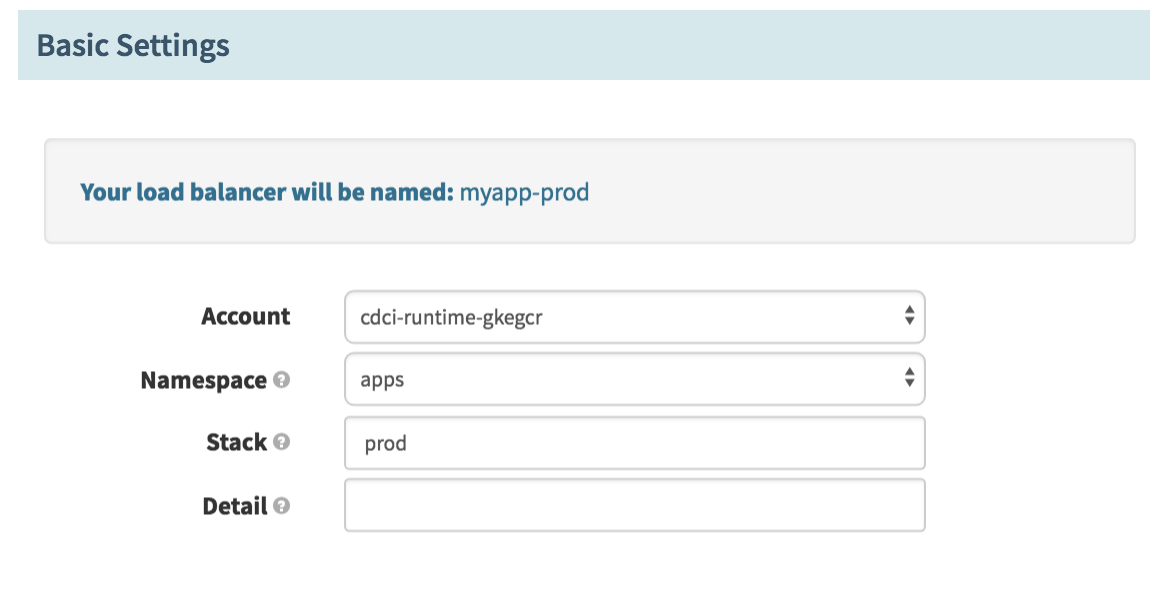 Basic Settings
Your load balancer will be named: myapp-prod
Account cdci-runtime-gkegcr
Namespace ? apps
Stack ? prod
Detail ?